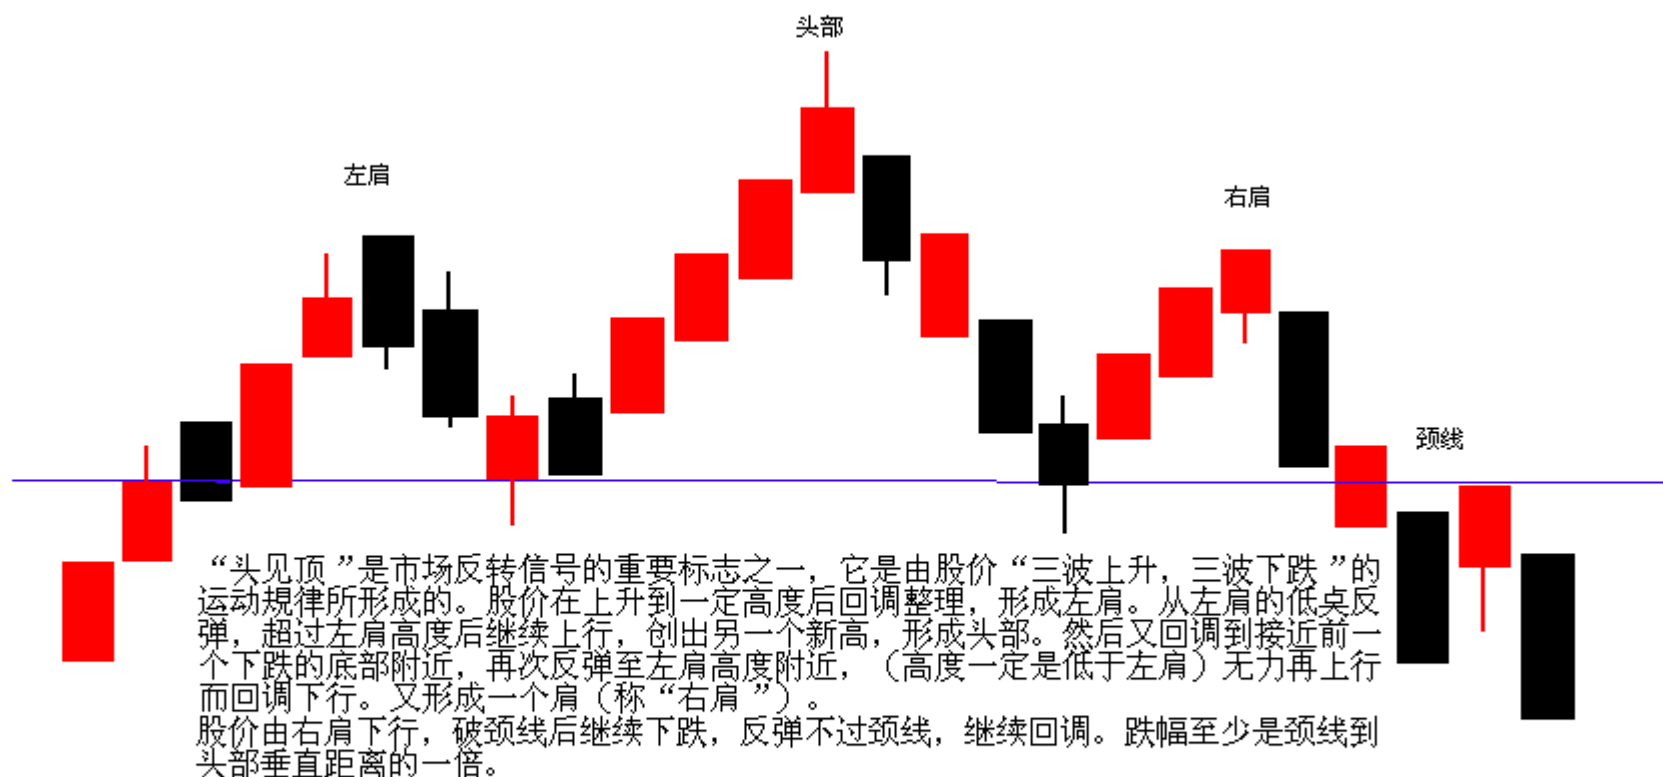 头部
左肩
右肩
颈线
“头见顶”是市场反转信号的重要标志之一，它是由股价“三波上升，三波下跌”的
运动规律所形成的。股价在上升到一定高度后回调整理，形成左肩。从左肩的低点反
弹，超过左肩高度后继续上行，创出另一个新高，形成头部。然后又回调到接近前一
个下跌的底部附近，再次反弹至左肩高度附近，（高度一定是低于左肩）无力再上行
而回调下行。又形成一个肩（称“右肩”）。
股价由右肩下行，破颈线后继续下跌，反弹不过颈线，继续回调。跌幅至少是颈线到
头部垂直距离的一倍。